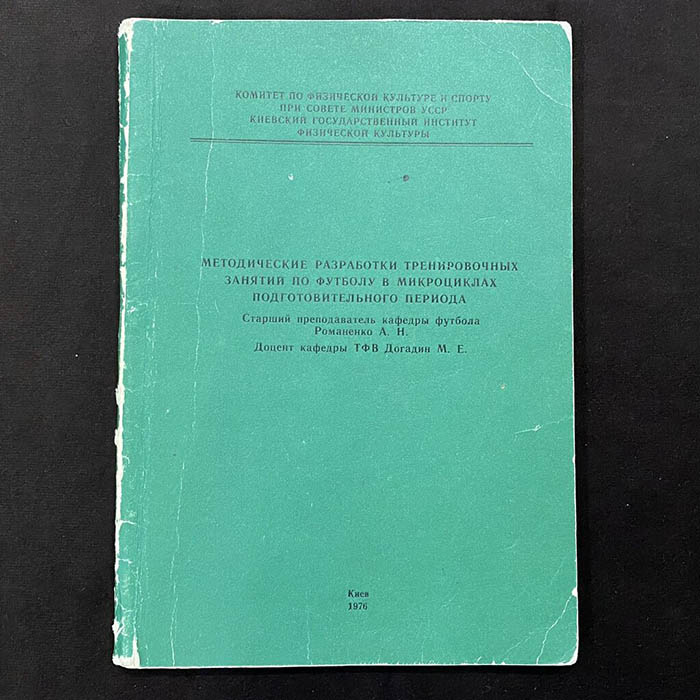 КОМИТЕТ ПО ФИЗИЧЕСКОЙ КУЛЬТУРЕ И СПОРТУ
ПРИ СОВЕТЕ МИНИСТРОВ УССР
КИЕВСКИЙ ГОСУДАРСТВЕННЫЙ ИНСТИТУТ
ФИЗИЧЕСКОЙ КУЛЬТУРЫ
МЕТОДИЧЕСКИЕ РАЗРАБОТКИ ТРЕНИРОВОЧНЫХ
ЗАНЯТИЙ ПО ФУТБОЛУ В МИКРОЦИКЛАХ
ПОДГОТОВИТЕЛЬНОГО ПЕРИОДА
Старший преподаватель кафедры футбола
Романенко А. Н.
Доцент кафедры ТФВ Догадин М. Е.
Киев
1976